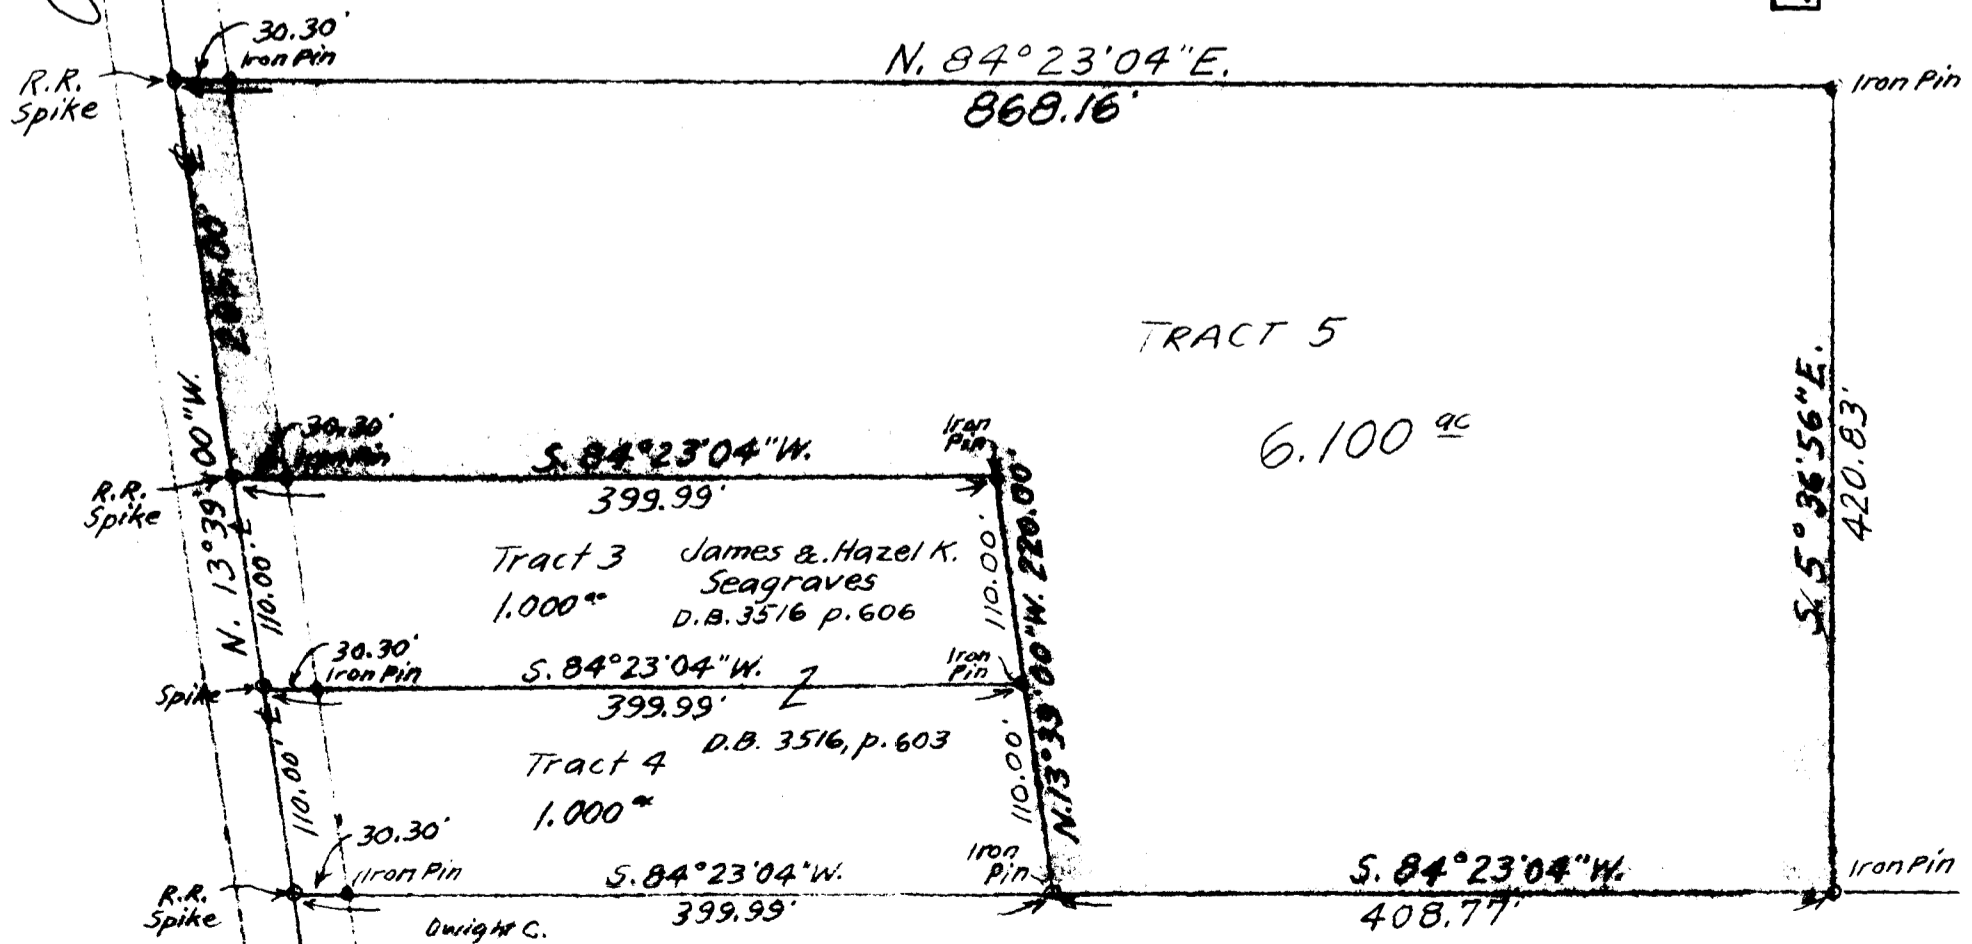 30.30'
Iron Pin
R.R.
Spike
N. 84°23'04"E.
868.16'
Iron Pin
TRACT 5
6.100 ac
S. 5°36'56"E.
420.83'
N. 13°39'00"W.
30.30'
Iron Pin
R.R.
Spike
S. 84°23'04"W.
399.99'
Iron
Pin
Tract 3
1.000 ac
James & Hazel K.
Seagraves
D.B. 3516 p.606
110.00'
110.00'
N.13°39'00"W. 220.00'
30.30'
Iron Pin
Spike
S. 84°23'04"W.
399.99'
Iron
Pin
Tract 4
1.000 ac
D.B. 3516, p.603
110.00'
110.00'
30.30'
Iron Pin
R.R.
Spike
S. 84°23'04"W.
399.99'
Iron
Pin
Dwight C.
S. 84°23'04"W.
408.77'
Iron Pin